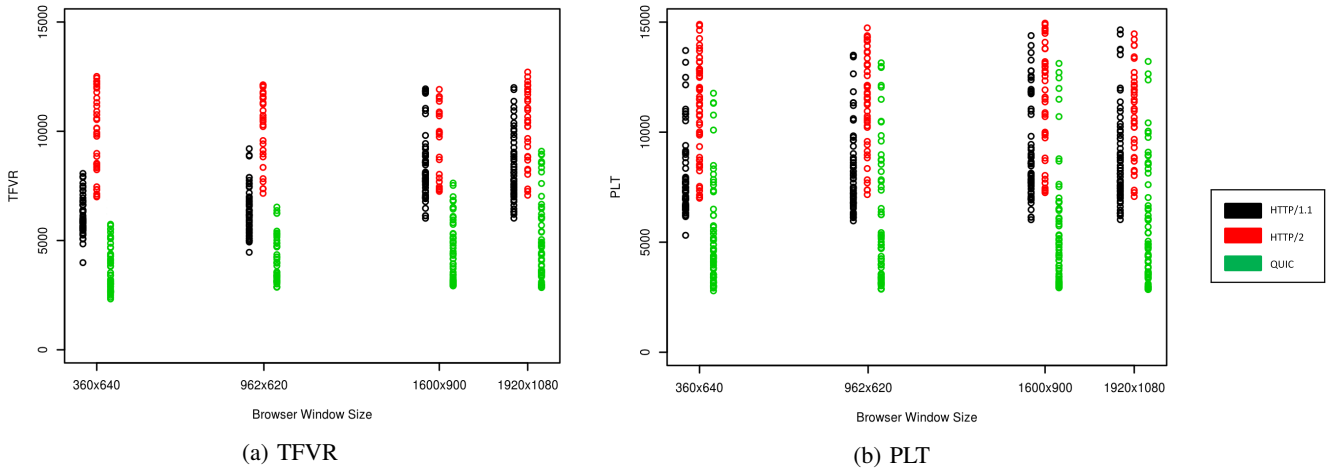 TFVR
15000
10000
5000
0
360x640
962x620
1600x900
1920x1080
Browser Window Size
(a) TFVR
PLT
15000
10000
5000
0
360x640
962x620
1600x900
1920x1080
Browser Window Size
(b) PLT
HTTP/1.1
HTTP/2
QUIC